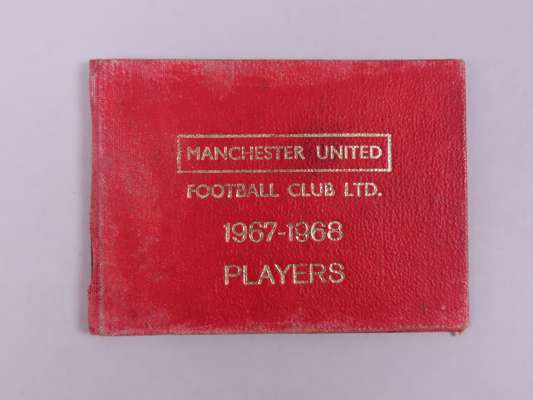 MANCHESTER UNITED
FOOTBALL CLUB LTD.
1967-1968
PLAYERS